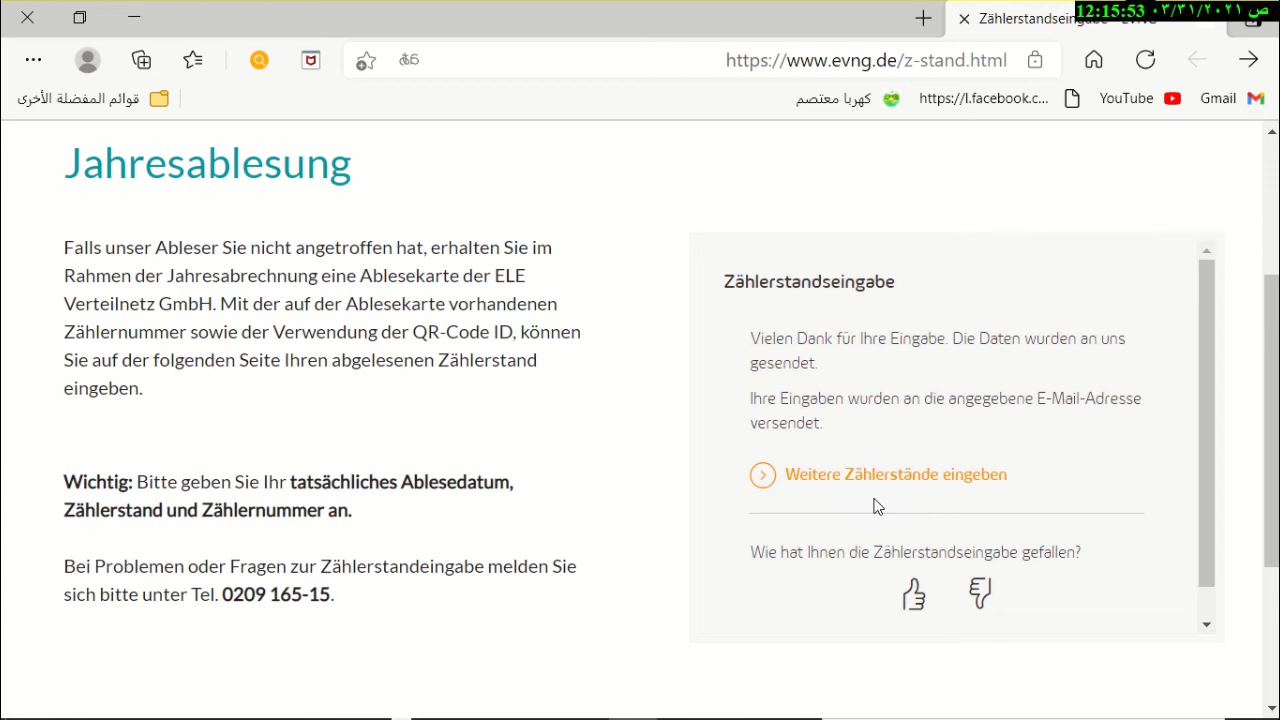 12:15:53 ٠٣/٣١/٢٠٢١ ص
https://www.evng.de/z-stand.html
قوائم المفضلة الأخرى
كهربا معتصم
https://l.facebook.c...
YouTube
Gmail
Jahresablesung
Falls unser Ableser Sie nicht angetroffen hat, erhalten Sie im
Rahmen der Jahresabrechnung eine Ablesekarte der ELE
Verteilnetz GmbH. Mit der auf der Ablesekarte vorhandenen
Zählernummer sowie der Verwendung der QR-Code ID, können
Sie auf der folgenden Seite Ihren abgelesenen Zählerstand
eingeben.
Wichtig: Bitte geben Sie Ihr tatsächliches Ablesedatum,
Zählerstand und Zählernummer an.
Bei Problemen oder Fragen zur Zählerstandeingabe melden Sie
sich bitte unter Tel. 0209 165-15.
Zählerstandseingabe
Vielen Dank für Ihre Eingabe. Die Daten wurden an uns
gesendet.
Ihre Eingaben wurden an die angegebene E-Mail-Adresse
versendet.
Weitere Zählerstände eingeben
Wie hat Ihnen die Zählerstandseingabe gefallen?